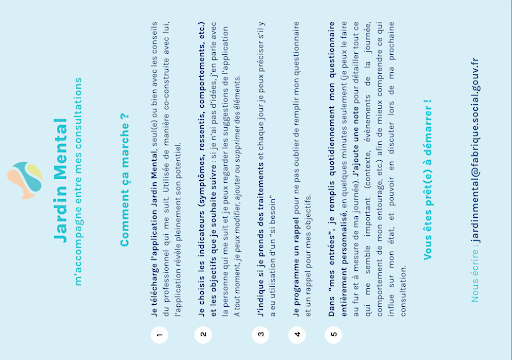 Jardin Mental
m'accompagne entre mes consultations
Comment ça marche ?
1 Je télécharge l'application Jardin Mental, seul(e) ou bien avec les conseils
du professionnel qui me suit. Utilisée de manière co-construite avec lui,
l'application révèle pleinement son potentiel.
2 Je choisis les indicateurs (symptômes, ressentis, comportements, etc.)
et les objectifs que je souhaite suivre : si je n'ai pas d'idées, j'en parle avec
la personne qui me suit et je peux regarder les suggestions de l'application
A tout moment, je peux modifier, ajouter ou supprimer des éléments.
3 J'indique si je prends des traitements et chaque jour je peux préciser s'il y
a eu utilisation d'un "si besoin"
4 Je programme un rappel pour ne pas oublier de remplir mon questionnaire
et un rappel pour mes objectifs.
5 Dans "mes entrées", je remplis quotidiennement mon questionnaire
entièrement personnalisé, en quelques minutes seulement (je peux le faire
au fur et à mesure de ma journée). J'ajoute une note pour détailler tout ce
qui me semble important (contexte, évènements de la journée,
comportement de mon entourage, etc.) afin de mieux comprendre ce qui
influe sur mon état, et pouvoir en discuter lors de ma prochaine
consultation.
Vous êtes prêt(e) à démarrer !
Nous écrire : jardinmental@fabrique.social.gouv.fr